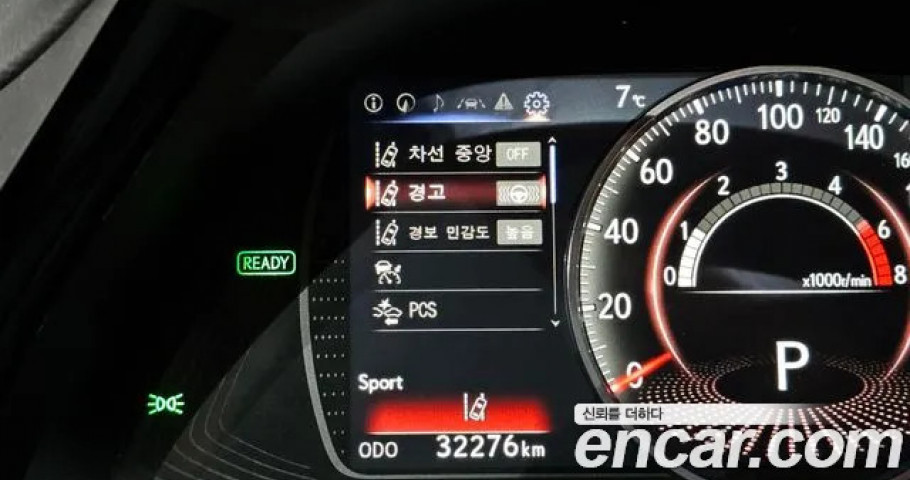 7℃
차선 중앙 OFF
경고
경보 민감도 높음
PCS
READY
Sport
ODO 32276km
0 20 40 60 80 100 120 140 16
0 1 2 3 4 6 8
x1000r/min
P
신뢰를 더하다
encar.com